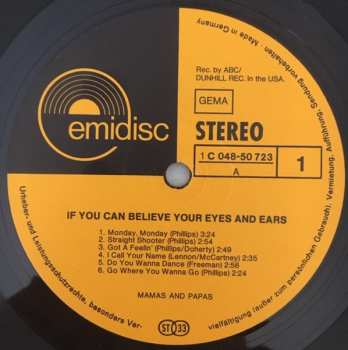 emidisc
Rec. by ABC/
DUNHILL REC. in the USA.
GEMA
STEREO
1 C 048-50 723
A
1
IF YOU CAN BELIEVE YOUR EYES AND EARS
1. Monday, Monday (Phillips) 3:24
2. Straight Shooter (Phillips) 2:54
3. Got A Feelin' (Phillips/Doherty) 2:49
4. I Cell Your Name (Lennon/McCartney) 2:35
5. Do You Wanna Dance (Freeman) 2:56
6. Go Where You Wanna Go (Phillips) 2:26
MAMAS AND PAPAS
ST 33
Urheber- und Leistungsschutzrechte, besonders Ver-
vielfältigung (außer zum persönlichen Gebrauch), Vermietung, Aufführung, Sendung vorbehalten. Made in Germany